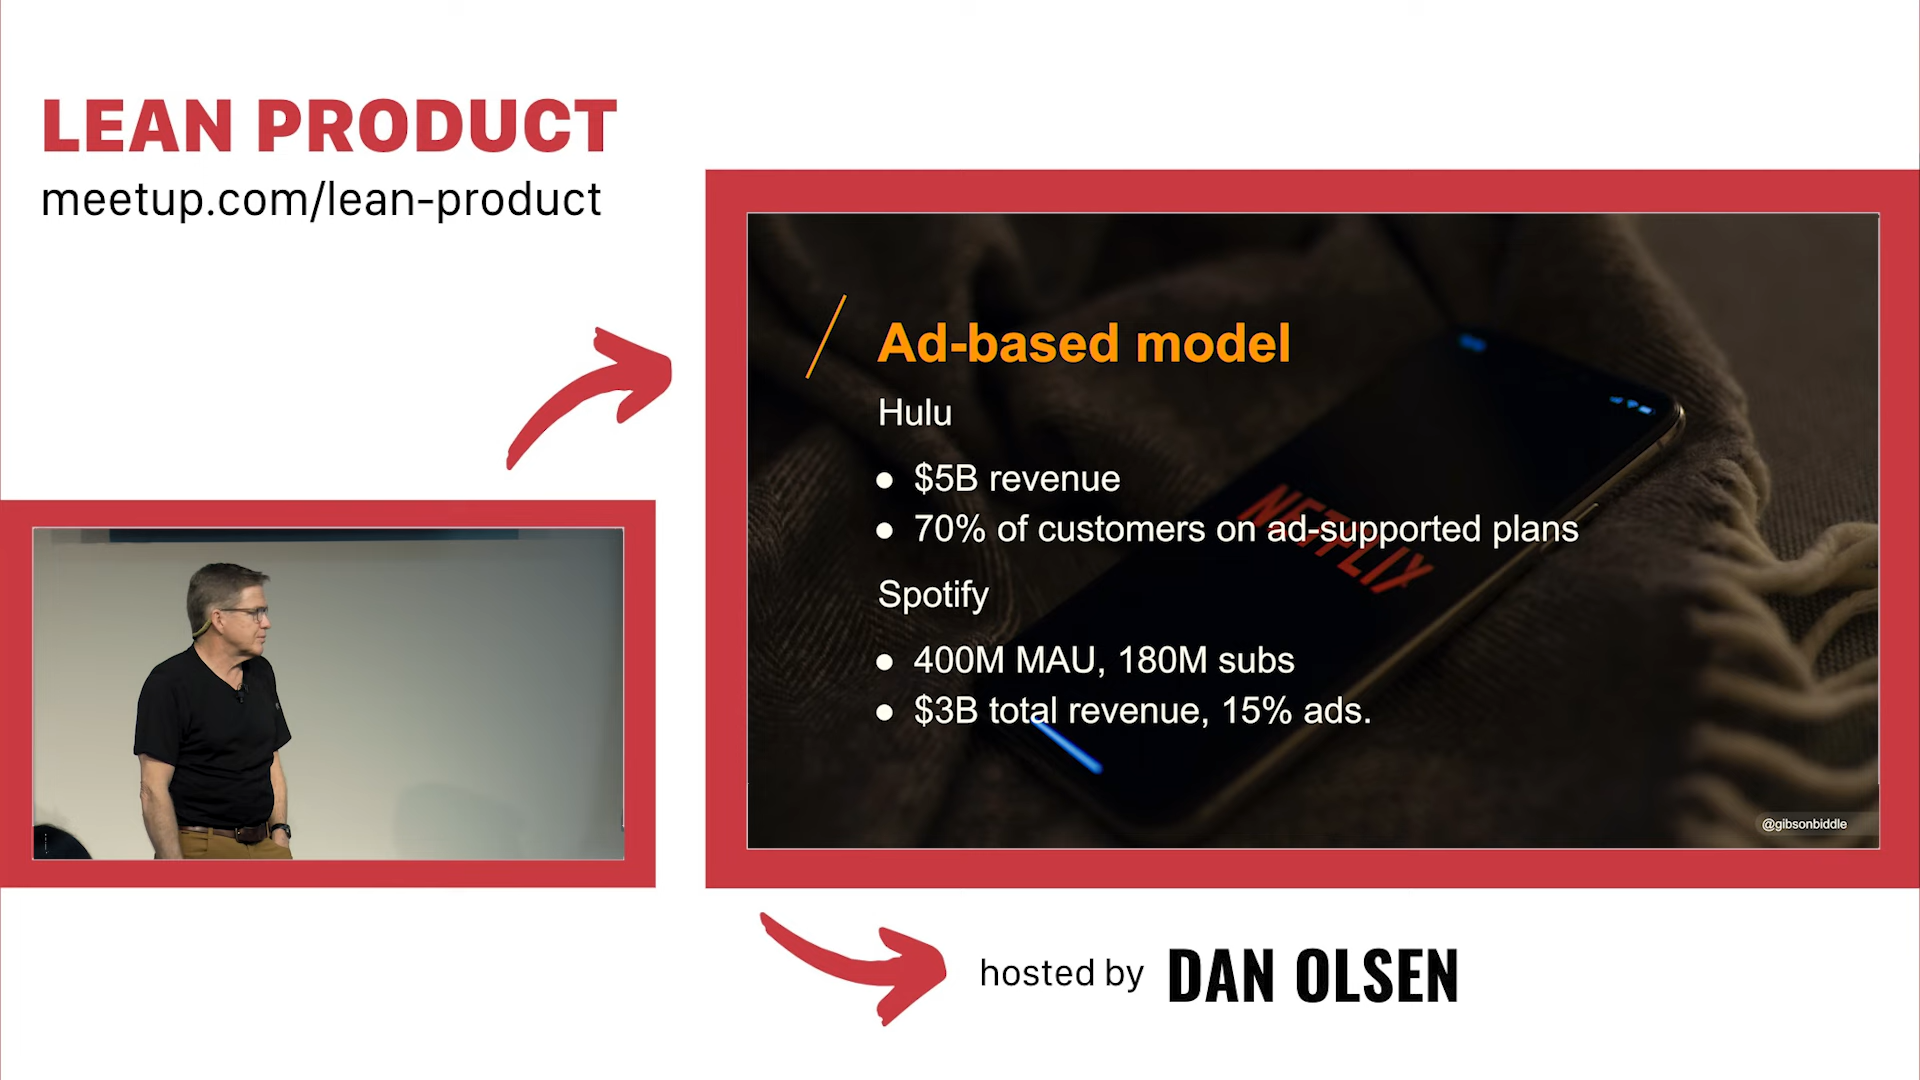 LEAN PRODUCT
meetup.com/lean-product
Ad-based model
Hulu
● $5B revenue
● 70% of customers on ad-supported plans
NETFLIX
Spotify
● 400M MAU, 180M subs
● $3B total revenue, 15% ads.
@gibsonbiddle
hosted by DAN OLSEN